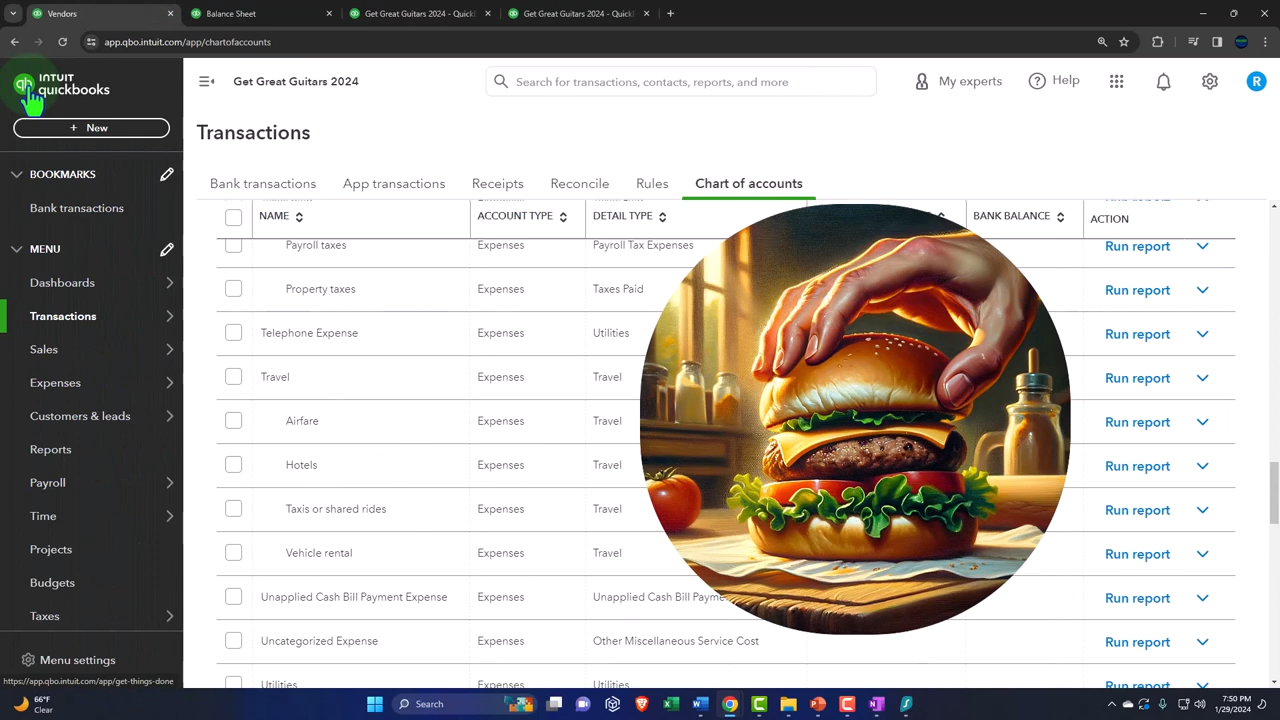 Vendors
Balance Sheet
Get Great Guitars 2024 - QuickB
Get Great Guitars 2024 - QuickB
app.qbo.intuit.com/app/chartofaccounts
INTUIT
quickbooks
Get Great Guitars 2024
Search for transactions, contacts, reports, and more
My experts
Help
R
+ New
Transactions
BOOKMARKS
Bank transactions
MENU
Dashboards
Transactions
Sales
Expenses
Customers & leads
Reports
Payroll
Time
Projects
Budgets
Taxes
Menu settings
https://app.qbo.intuit.com/app/get-things-done
Bank transactions App transactions Receipts Reconcile Rules Chart of accounts
NAME ACCOUNT TYPE DETAIL TYPE BANK BALANCE ACTION
Payroll taxes Expenses Payroll Tax Expenses Run report
Property taxes Expenses Taxes Paid Run report
Telephone Expense Expenses Utilities Run report
Travel Expenses Travel Run report
Airfare Expenses Travel Run report
Hotels Expenses Travel Run report
Taxis or shared rides Expenses Travel Run report
Vehicle rental Expenses Travel Run report
Unapplied Cash Bill Payment Expense Expenses Unapplied Cash Bill Payme Run report
Uncategorized Expense Expenses Other Miscellaneous Service Cost Run report
Utilities Expenses Utilities Run report
66°F
Clear
Search
7:50 PM
1/29/2024